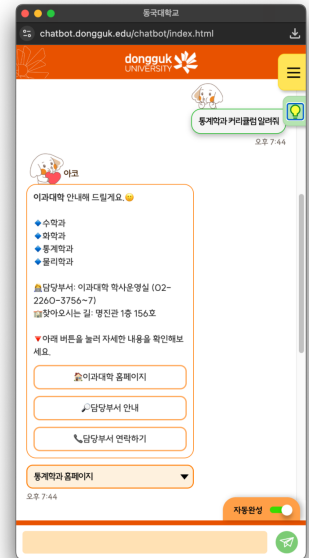 동국대학교
chatbot.dongguk.edu/chatbot/index.html
dongguk
UNIVERSITY
통계학과 커리큘럼 알려줘
오후 7:44
아코
이과대학 안내해 드릴게요.
수학과
화학과
통계학과
물리학과
담당부서: 이과대학 학사운영실 (02-
2260-3756~7)
찾아오시는 길: 명진관 1층 156호
아래 버튼을 눌러 자세한 내용을 확인해보
세요.
이과대학 홈페이지
담당부서 안내
담당부서 연락하기
통계학과 홈페이지
오후 7:44
자동완성